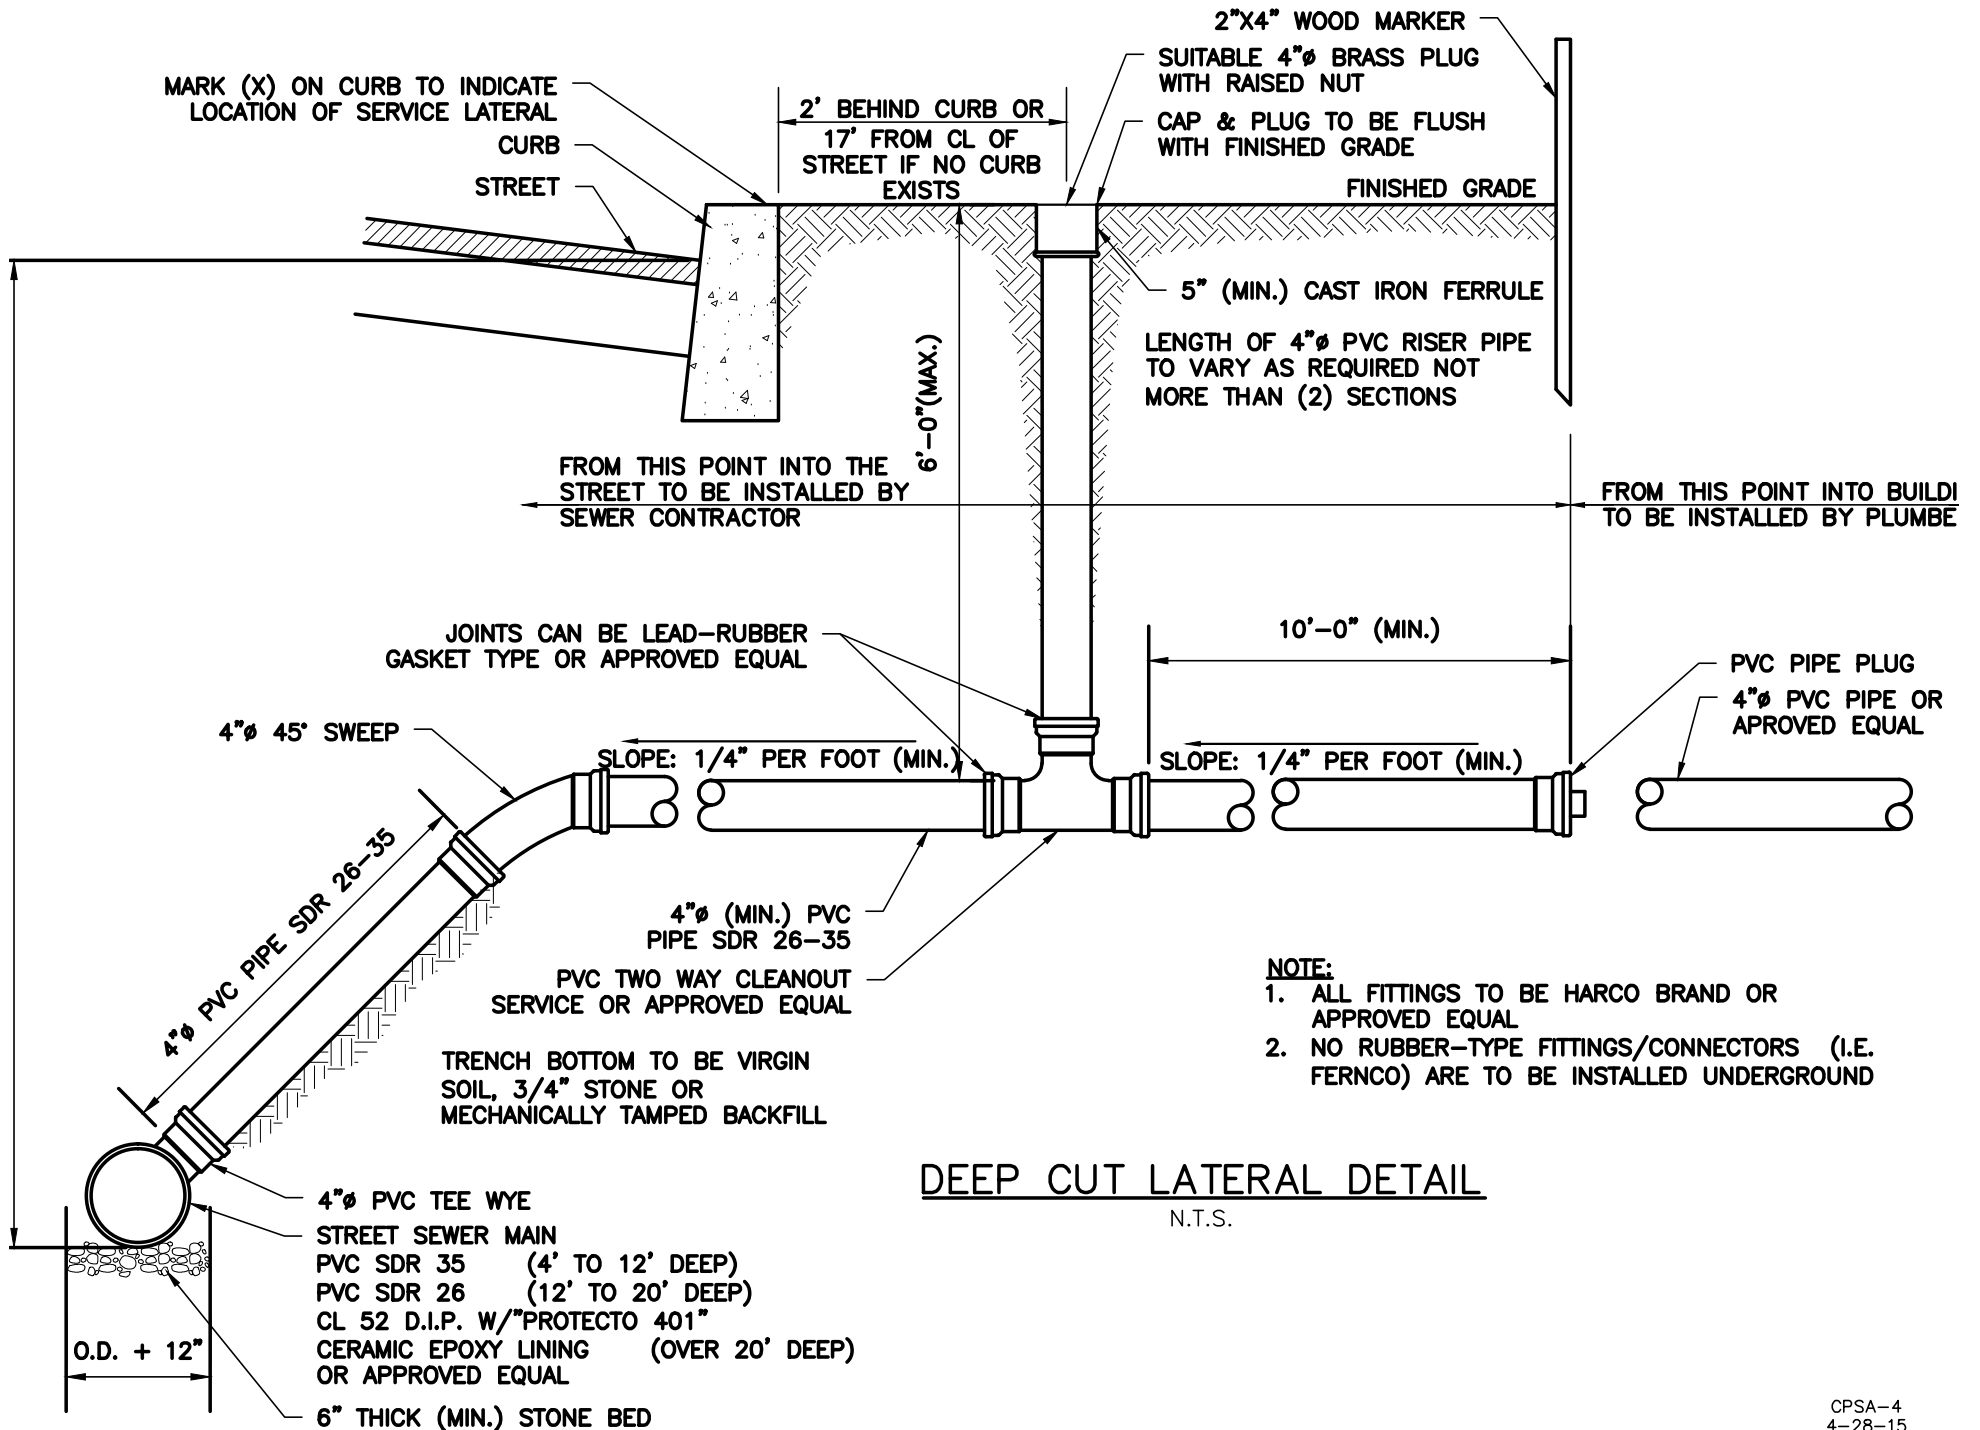 2"X4" WOOD MARKER
SUITABLE 4"ø BRASS PLUG
WITH RAISED NUT
MARK (X) ON CURB TO INDICATE
LOCATION OF SERVICE LATERAL
2' BEHIND CURB OR
17' FROM CL OF
STREET IF NO CURB
EXISTS
CAP & PLUG TO BE FLUSH
WITH FINISHED GRADE
CURB
STREET
FINISHED GRADE
5" (MIN.) CAST IRON FERRULE
LENGTH OF 4"ø PVC RISER PIPE
TO VARY AS REQUIRED NOT
MORE THAN (2) SECTIONS
6'-0"(MAX.)
FROM THIS POINT INTO THE
STREET TO BE INSTALLED BY
SEWER CONTRACTOR
FROM THIS POINT INTO BUILDI
TO BE INSTALLED BY PLUMBE
JOINTS CAN BE LEAD-RUBBER
GASKET TYPE OR APPROVED EQUAL
10'-0" (MIN.)
PVC PIPE PLUG
4"ø PVC PIPE OR
APROVED EQUAL
4"ø 45° SWEEP
SLOPE: 1/4" PER FOOT (MIN.)
SLOPE: 1/4" PER FOOT (MIN.)
4"ø PVC PIPE SDR 26-35
4"ø (MIN.) PVC
PIPE SDR 26-35
PVC TWO WAY CLEANOUT
SERVICE OR APPROVED EQUAL
NOTE:
1. ALL FITTINGS TO BE HARCO BRAND OR
APPROVED EQUAL
2. NO RUBBER-TYPE FITTINGS/CONNECTORS (I.E.
FERNCO) ARE TO BE INSTALLED UNDERGROUND
TRENCH BOTTOM TO BE VIRGIN
SOIL, 3/4" STONE OR
MECHANICALLY TAMPED BACKFILL
DEEP CUT LATERAL DETAIL
N.T.S.
4"ø PVC TEE WYE
STREET SEWER MAIN
PVC SDR 35 (4' TO 12' DEEP)
PVC SDR 26 (12' TO 20' DEEP)
CL 52 D.I.P. W/"PROTECTO 401"
CERAMIC EPOXY LINING (OVER 20' DEEP)
OR APPROVED EQUAL
O.D. + 12"
6" THICK (MIN.) STONE BED
CPSA-4
4-28-15